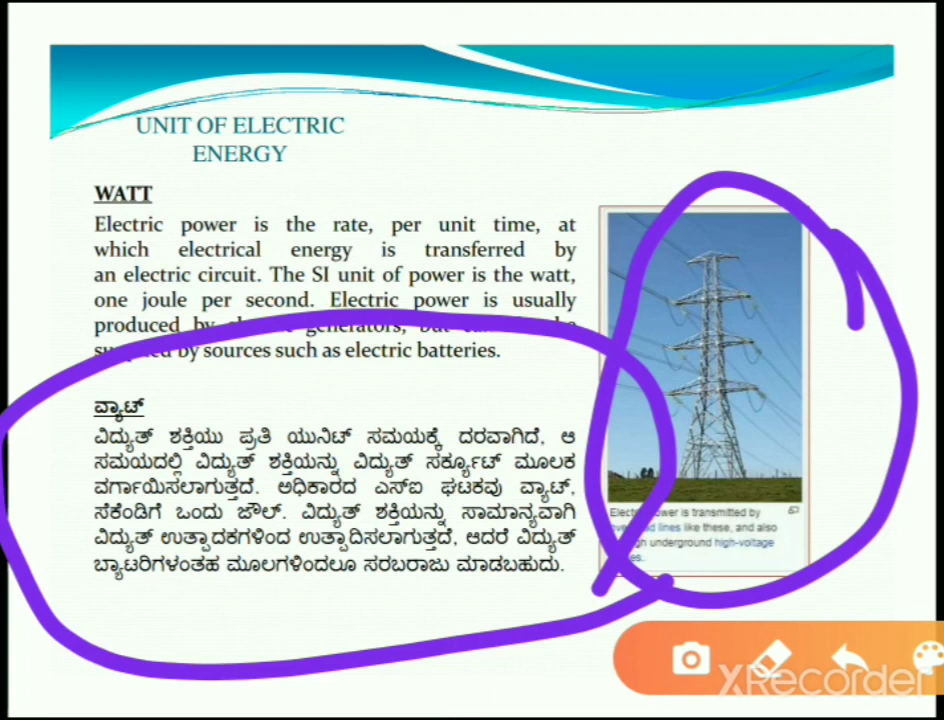 UNIT OF ELECTRIC
ENERGY
WATT
Electric power is the rate, per unit time, at
which electrical energy is transferred by
an electric circuit. The SI unit of power is the watt,
one joule per second. Electric power is usually
produced by generators,
by sources such as electric batteries.
ವ್ಯಾಟ್
ವಿದ್ಯುತ್ ಶಕ್ತಿಯು ಪ್ರತಿ ಯುನಿಟ್ ಸಮಯಕ್ಕೆ ದರವಾಗಿದೆ, ಆ
ಸಮಯದಲ್ಲಿ ವಿದ್ಯುತ್ ಶಕ್ತಿಯನ್ನು ವಿದ್ಯುತ್ ಸರ್ಕ್ಯೂಟ್ ಮೂಲಕ
ವರ್ಗಾಯಿಸಲಾಗುತ್ತದೆ. ಅಧಿಕಾರದ ಎಸ್ಐ ಘಟಕವು ವ್ಯಾಟ್,
ಸೆಕೆಂಡಿಗೆ ಒಂದು ಜೌಲ್. ವಿದ್ಯುತ್ ಶಕ್ತಿಯನ್ನು ಸಾಮಾನ್ಯವಾಗಿ
ವಿದ್ಯುತ್ ಉತ್ಪಾದಕಗಳಿಂದ ಉತ್ಪಾದಿಸಲಾಗುತ್ತದೆ, ಆದರೆ ವಿದ್ಯುತ್
ಬ್ಯಾಟರಿಗಳಂತಹ ಮೂಲಗಳಿಂದಲೂ ಸರಬರಾಜು ಮಾಡಬಹುದು.
power is transmitted by
lines like these, and also
underground high-voltage
XRecorder